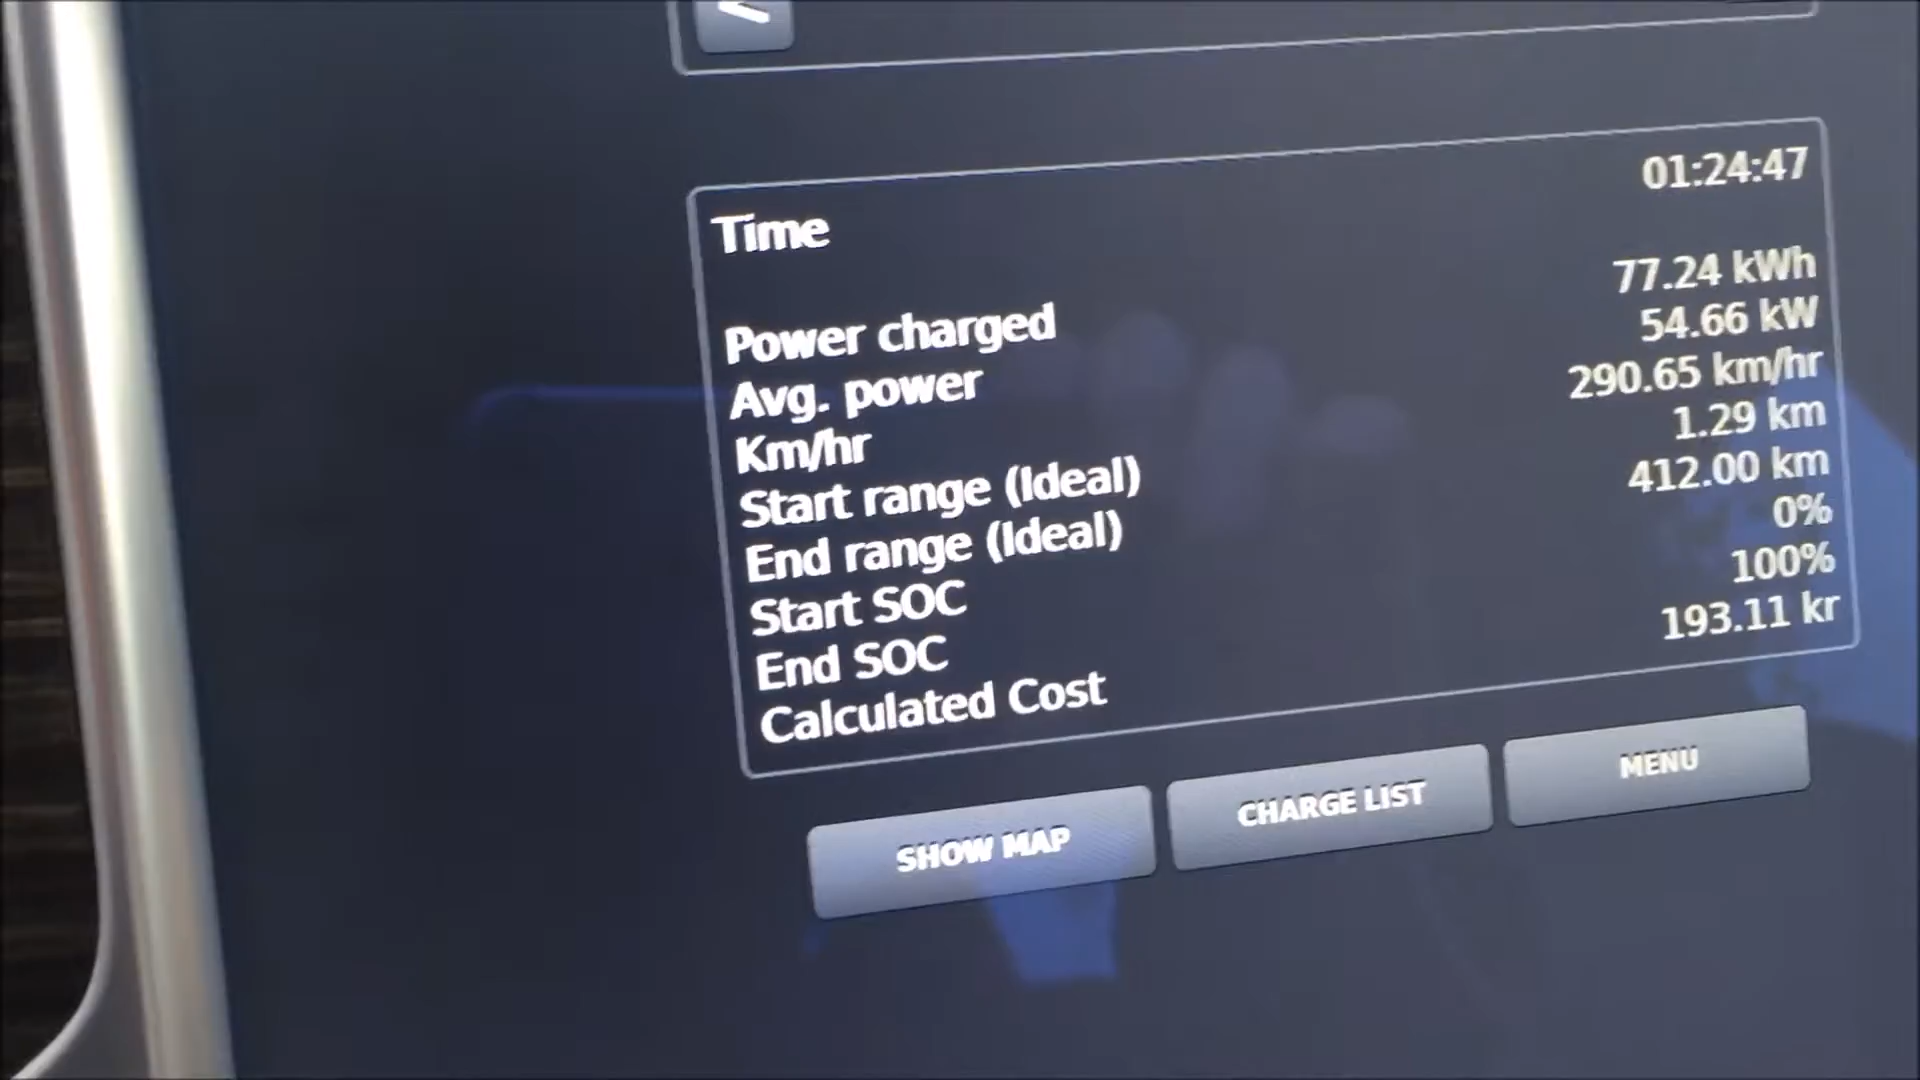 Time 01:24:47
Power charged 77.24 kWh
Avg. power 54.66 kW
Km/hr 290.65 km/hr
Start range (Ideal) 1.29 km
End range (Ideal) 412.00 km
Start SOC 0%
End SOC 100%
Calculated Cost 193.11 kr
SHOW MAP CHARGE LIST MENU